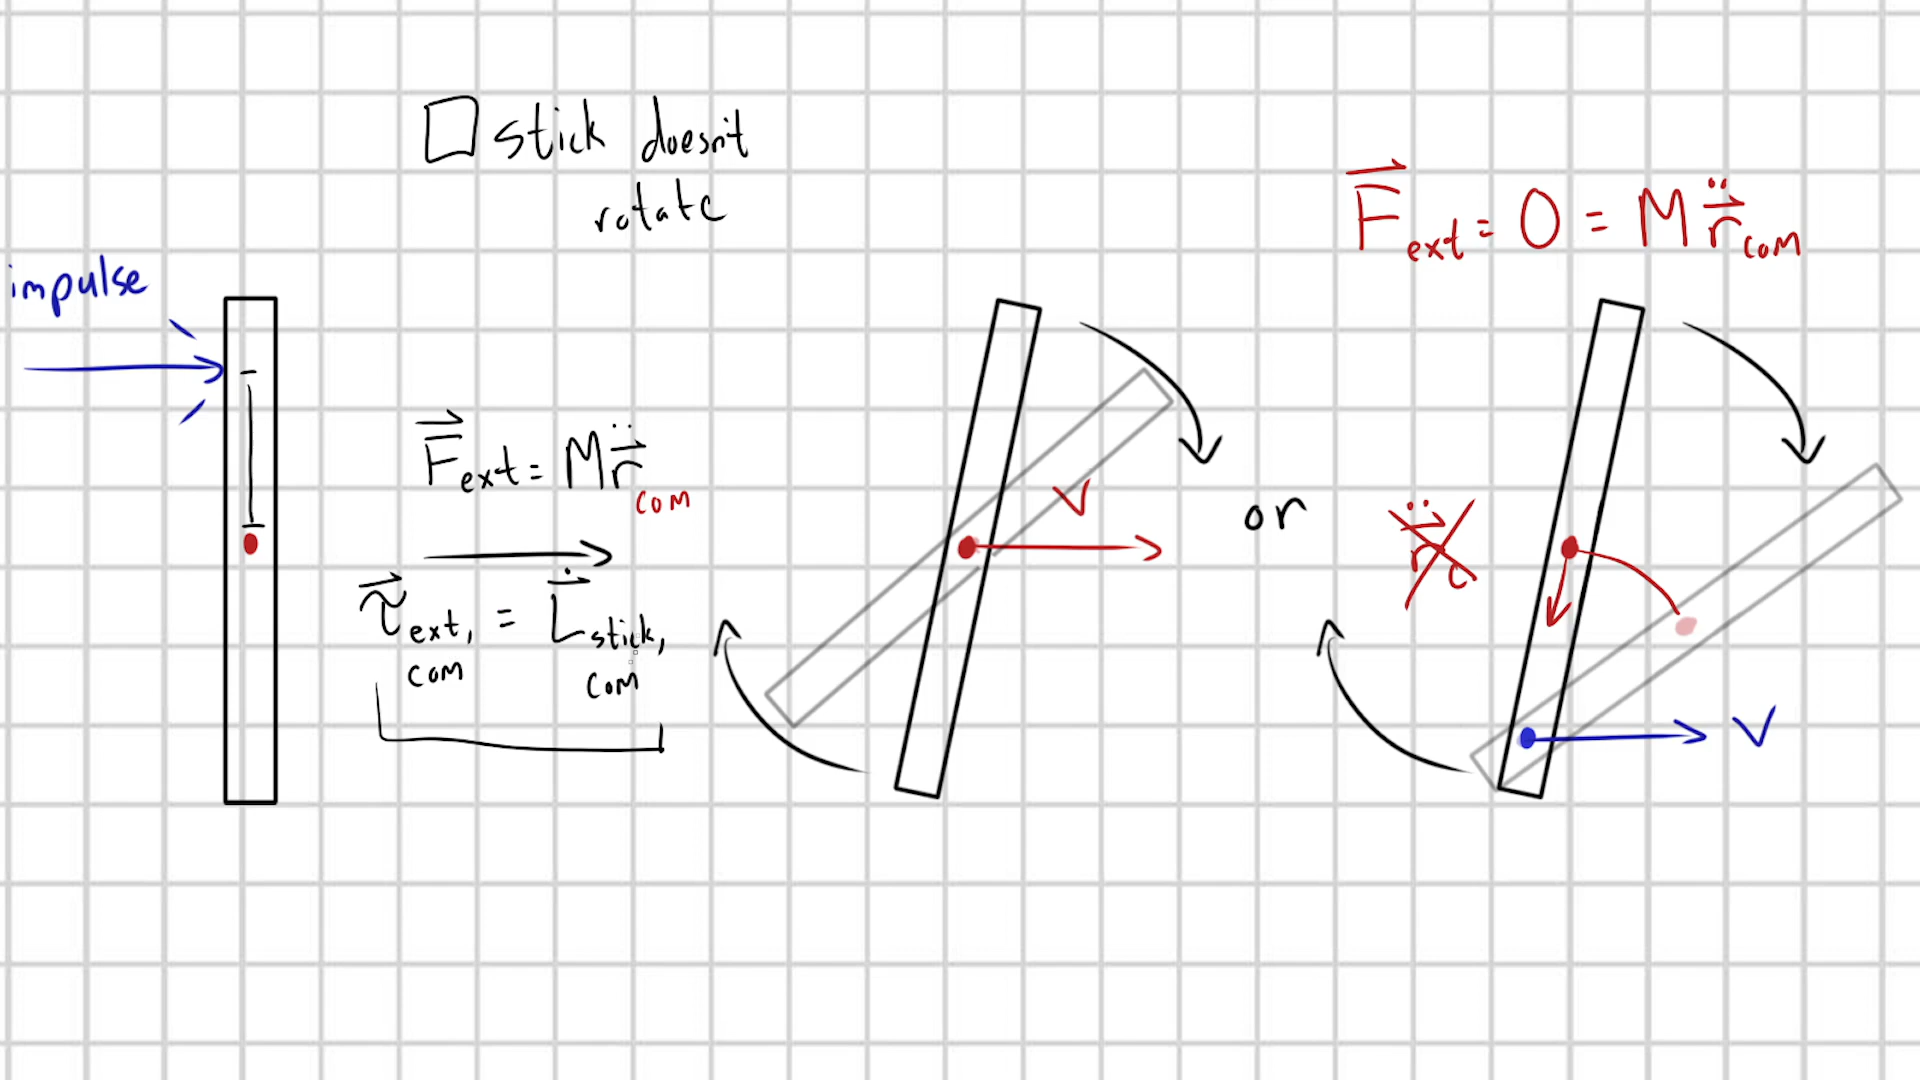 □ stick doesn't
rotate
F⃗ext = 0 = M r̈⃗com
impulse
F⃗ext = M r̈⃗com
V
or
r̈⃗c
τ⃗ext, com = L̇⃗stick, com
V